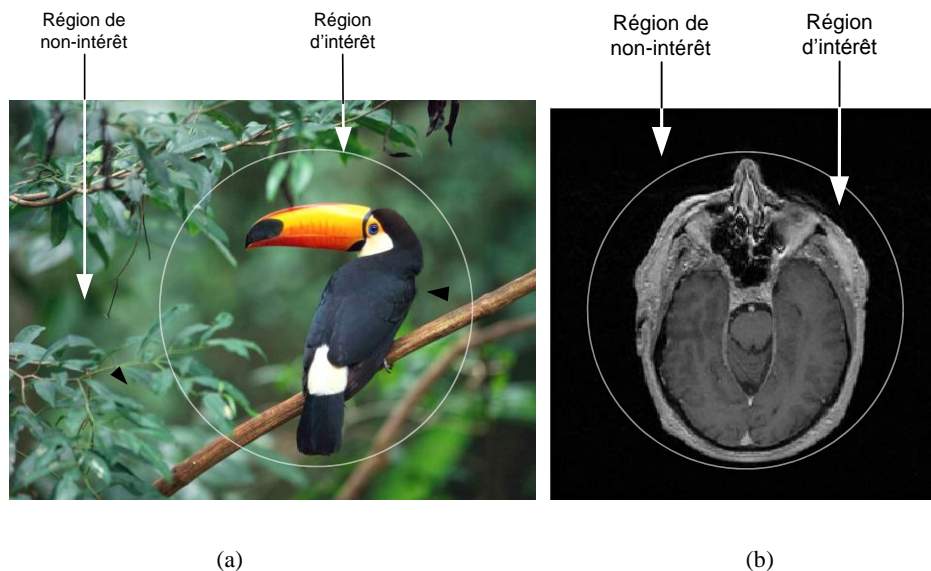 Région de
non-intérêt
Région
d'intérêt
Région de
non-intérêt
Région
d'intérêt
(a)
(b)